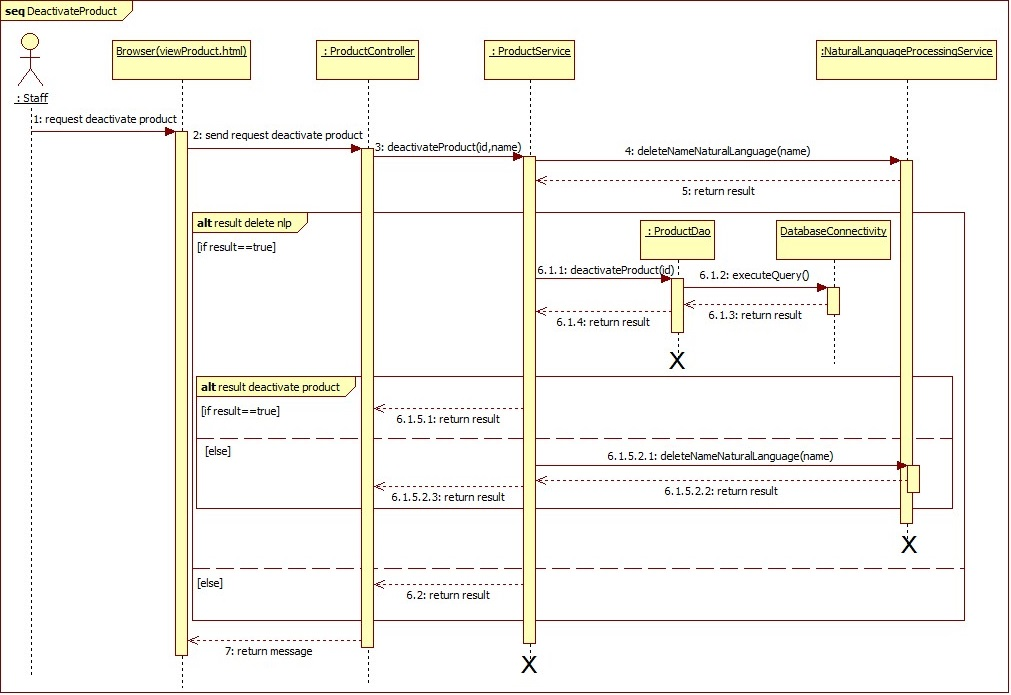 seq DeactivateProduct
Browser(viewProduct.html)
: ProductController
: ProductService
:NaturalLanguageProcessingService
: Staff
1: request deactivate product
2: send request deactivate product
3: deactivateProduct(id,name)
4: deleteNameNaturalLanguage(name)
5: return result
alt result delete nlp
[if result==true]
: ProductDao
DatabaseConnectivity
6.1.1: deactivateProduct(id)
6.1.2: executeQuery()
6.1.3: return result
6.1.4: return result
X
alt result deactivate product
[if result==true]
6.1.5.1: return result
[else]
6.1.5.2.1: deleteNameNaturalLanguage(name)
6.1.5.2.2: return result
6.1.5.2.3: return result
X
[else]
6.2: return result
7: return message
X